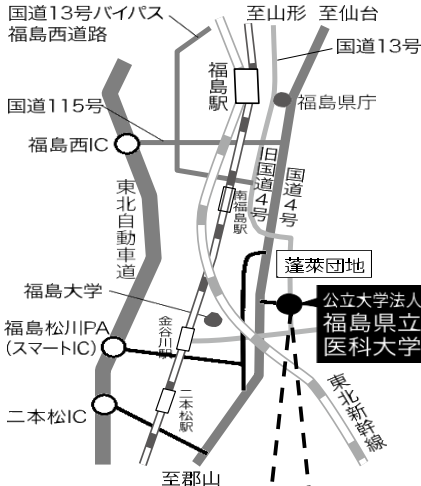 国道13号バイパス
福島西道路
至山形
至仙台
国道13号
福島駅
福島県庁
国道115号
福島西IC
旧国道4号
国道4号
南福島駅
東北自動車道
蓬萊団地
福島大学
公立大学法人
福島県立
医科大学
金谷川駅
福島松川PA
(スマートIC)
二本松駅
二本松IC
東北新幹線
至郡山